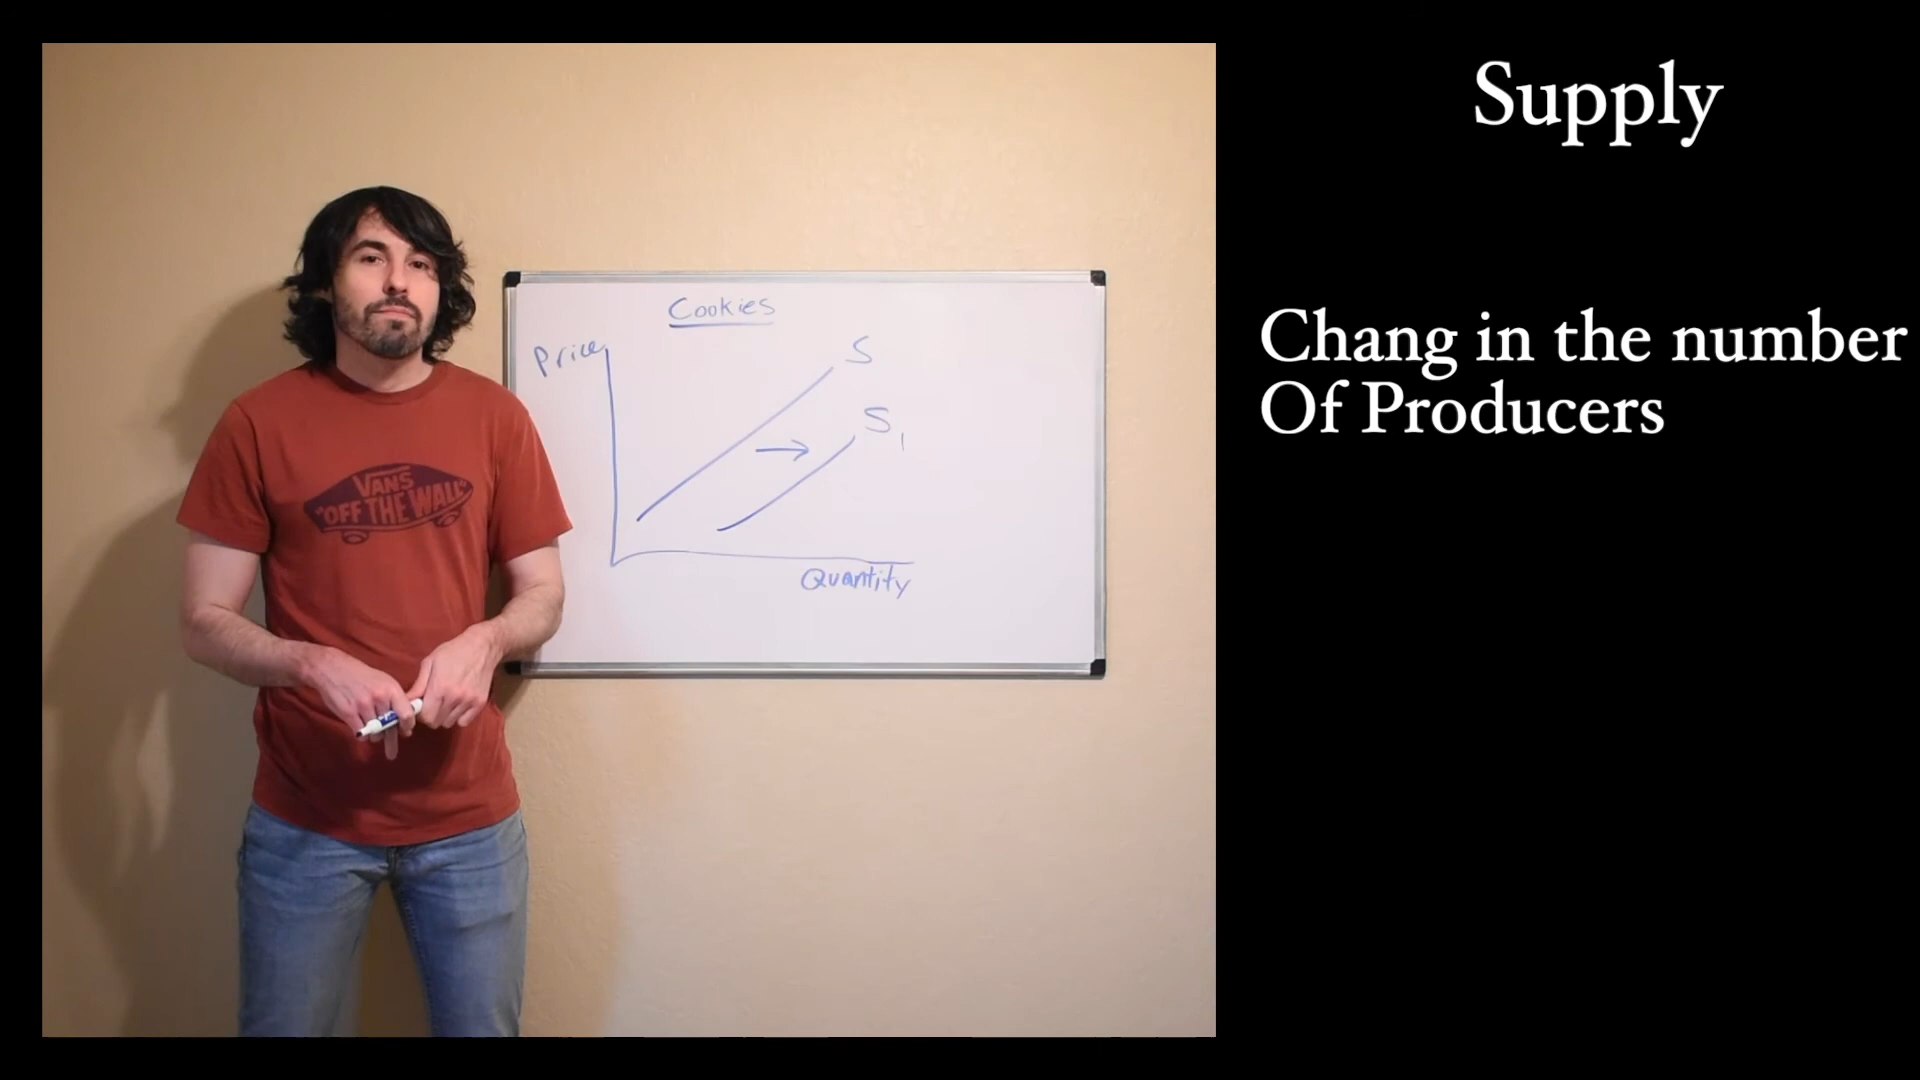 Supply
Chang in the number
Of Producers
Cookies
Price
S
S1
Quantity
VANS
"OFF THE WALL"